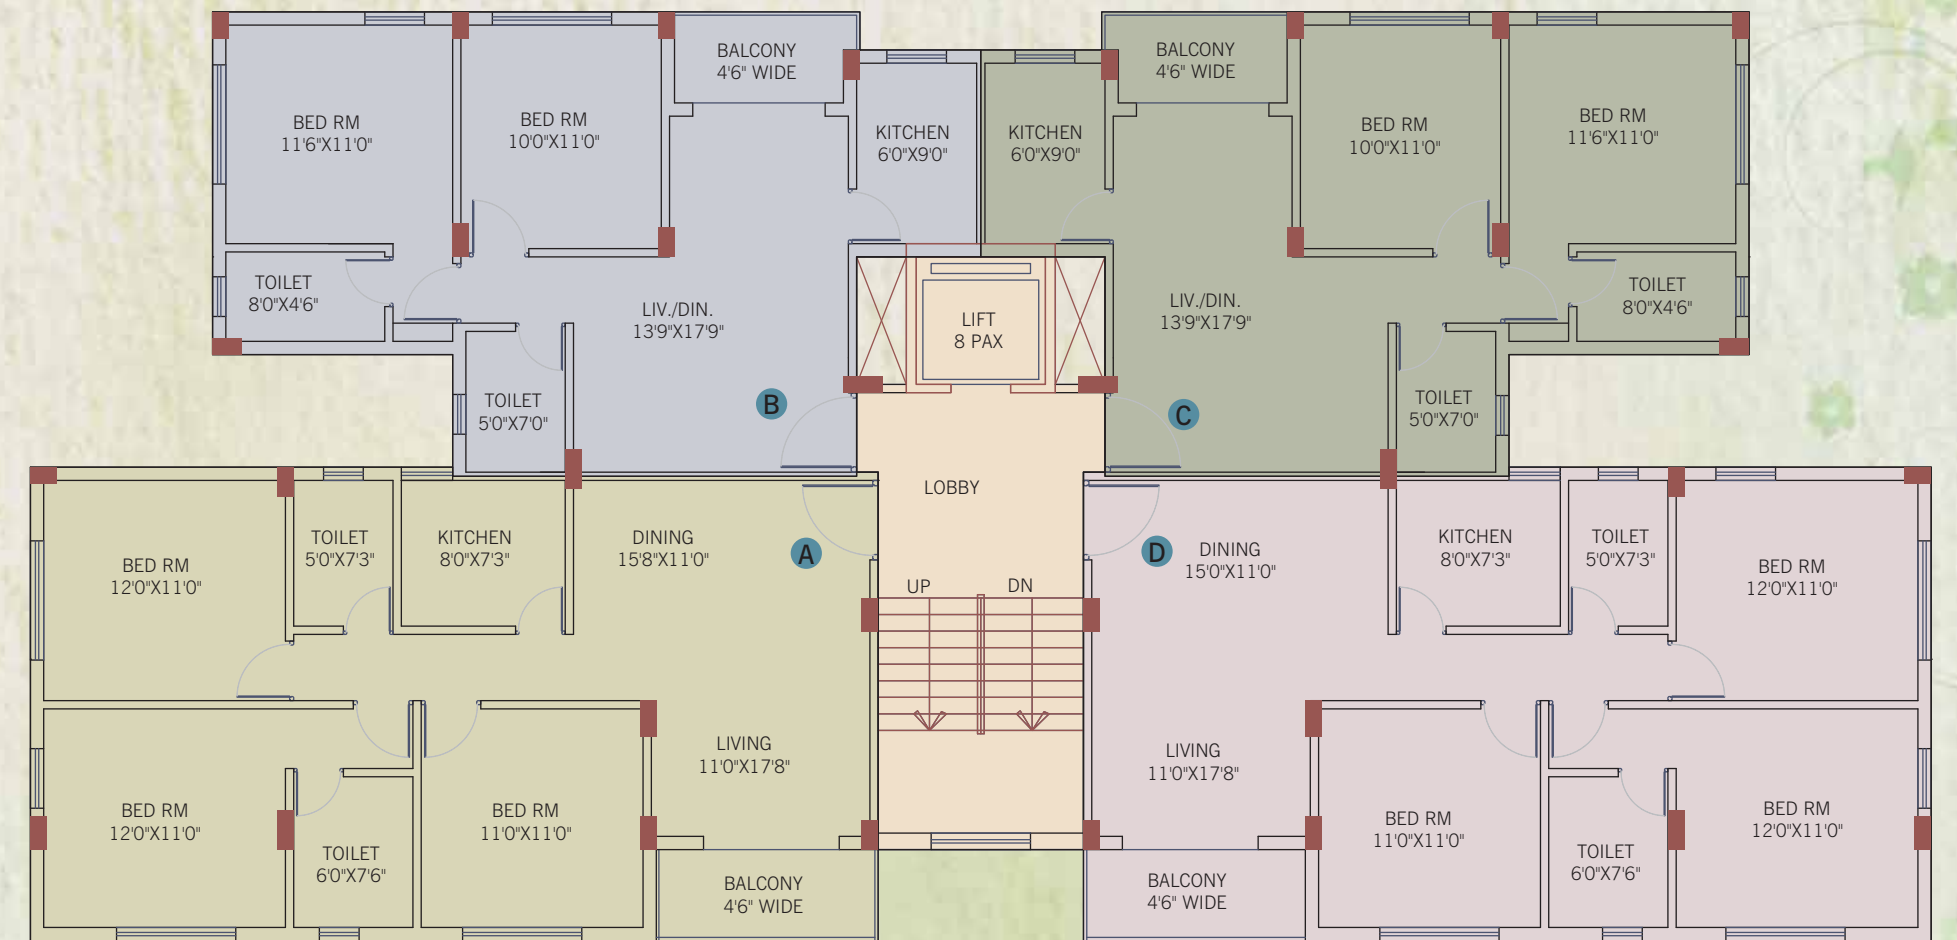 BALCONY
4'6" WIDE
BALCONY
4'6" WIDE
BED RM
11'6"X11'0"
BED RM
10'0"X11'0"
KITCHEN
6'0"X9'0"
KITCHEN
6'0"X9'0"
BED RM
10'0"X11'0"
BED RM
11'6"X11'0"
TOILET
8'0"X4'6"
LIV./DIN.
13'9"X17'9"
LIFT
8 PAX
LIV./DIN.
13'9"X17'9"
TOILET
8'0"X4'6"
TOILET
5'0"X7'0"
B
C
TOILET
5'0"X7'0"
LOBBY
BED RM
12'0"X11'0"
TOILET
5'0"X7'3"
KITCHEN
8'0"X7'3"
DINING
15'8"X11'0"
A
D
DINING
15'0"X11'0"
KITCHEN
8'0"X7'3"
TOILET
5'0"X7'3"
BED RM
12'0"X11'0"
UP
DN
LIVING
11'0"X17'8"
LIVING
11'0"X17'8"
BED RM
12'0"X11'0"
TOILET
6'0"X7'6"
BED RM
11'0"X11'0"
BED RM
11'0"X11'0"
TOILET
6'0"X7'6"
BED RM
12'0"X11'0"
BALCONY
4'6" WIDE
BALCONY
4'6" WIDE